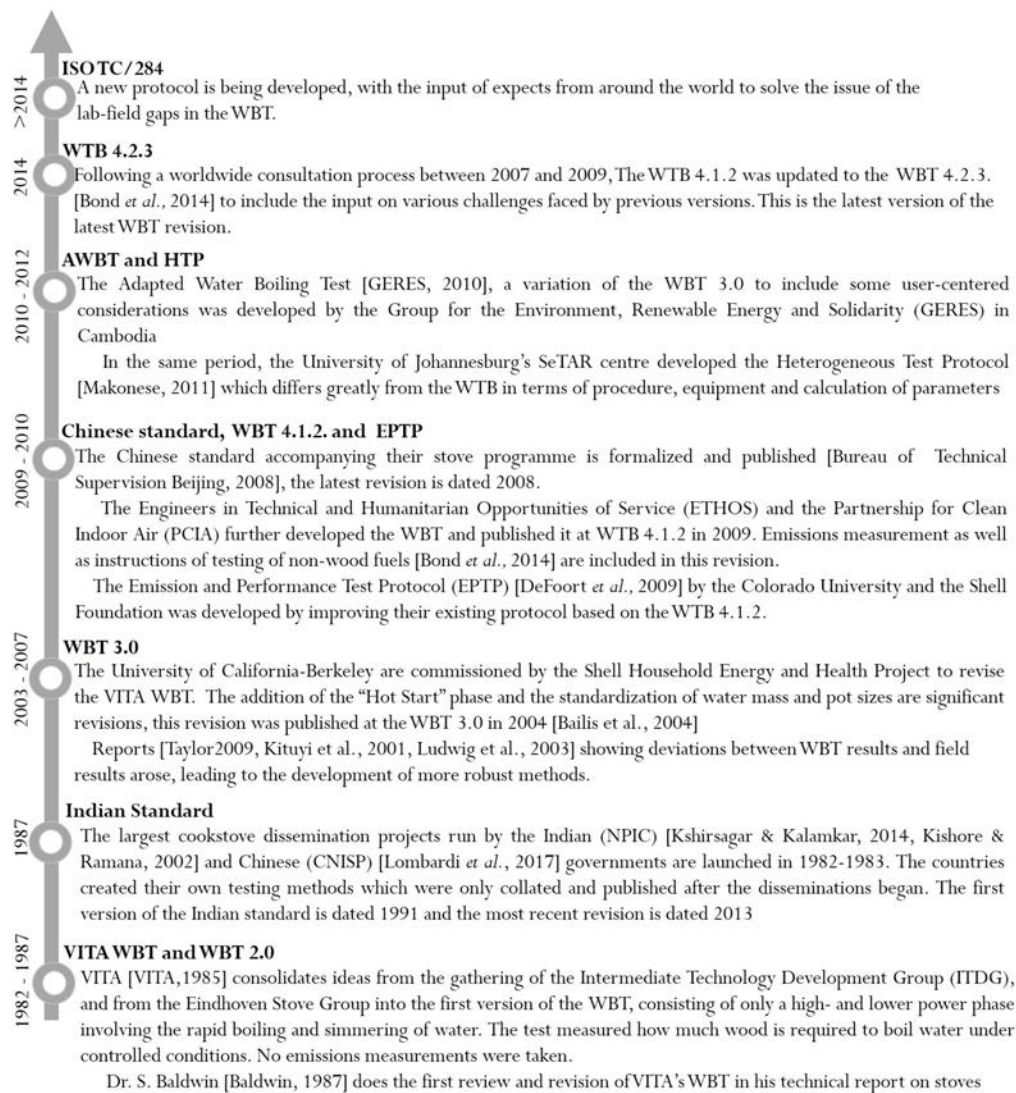 ISO TC/284
>2014
A new protocol is being developed, with the input of expects from around the world to solve the issue of the
lab-field gaps in the WBT.
WTB 4.2.3
2014
Following a worldwide consultation process between 2007 and 2009, The WTB 4.1.2 was updated to the WBT 4.2.3.
[Bond et al., 2014] to include the input on various challenges faced by previous versions. This is the latest version of the
latest WBT revision.
AWBT and HTP
2010 - 2012
The Adapted Water Boiling Test [GERES, 2010], a variation of the WBT 3.0 to include some user-centered
considerations was developed by the Group for the Environment, Renewable Energy and Solidarity (GERES) in
Cambodia
In the same period, the University of Johannesburg's SeTAR centre developed the Heterogeneous Test Protocol
[Makonese, 2011] which differs greatly from the WTB in terms of procedure, equipment and calculation of parameters
Chinese standard, WBT 4.1.2. and EPTP
2009 - 2010
The Chinese standard accompanying their stove programme is formalized and published [Bureau of Technical
Supervision Beijing, 2008], the latest revision is dated 2008.
The Engineers in Technical and Humanitarian Opportunities of Service (ETHOS) and the Partnership for Clean
Indoor Air (PCIA) further developed the WBT and published it at WTB 4.1.2 in 2009. Emissions measurement as well
as instructions of testing of non-wood fuels [Bond et al., 2014] are included in this revision.
The Emission and Performance Test Protocol (EPTP) [DeFoort et al., 2009] by the Colorado University and the Shell
Foundation was developed by improving their existing protocol based on the WTB 4.1.2.
WBT 3.0
2003 - 2007
The University of California-Berkeley are commissioned by the Shell Household Energy and Health Project to revise
the VITA WBT. The addition of the "Hot Start" phase and the standardization of water mass and pot sizes are significant
revisions, this revision was published at the WBT 3.0 in 2004 [Bailis et al., 2004]
Reports [Taylor2009, Kituyi et al., 2001, Ludwig et al., 2003] showing deviations between WBT results and field
results arose, leading to the development of more robust methods.
Indian Standard
1987
The largest cookstove dissemination projects run by the Indian (NPIC) [Kshirsagar & Kalamkar, 2014, Kishore &
Ramana, 2002] and Chinese (CNISP) [Lombardi et al., 2017] governments are launched in 1982-1983. The countries
created their own testing methods which were only collated and published after the disseminations began. The first
version of the Indian standard is dated 1991 and the most recent revision is dated 2013
VITA WBT and WBT 2.0
1982 - 1987
VITA [VITA,1985] consolidates ideas from the gathering of the Intermediate Technology Development Group (ITDG),
and from the Eindhoven Stove Group into the first version of the WBT, consisting of only a high- and lower power phase
involving the rapid boiling and simmering of water. The test measured how much wood is required to boil water under
controlled conditions. No emissions measurements were taken.
Dr. S. Baldwin [Baldwin, 1987] does the first review and revision of VITA's WBT in his technical report on stoves